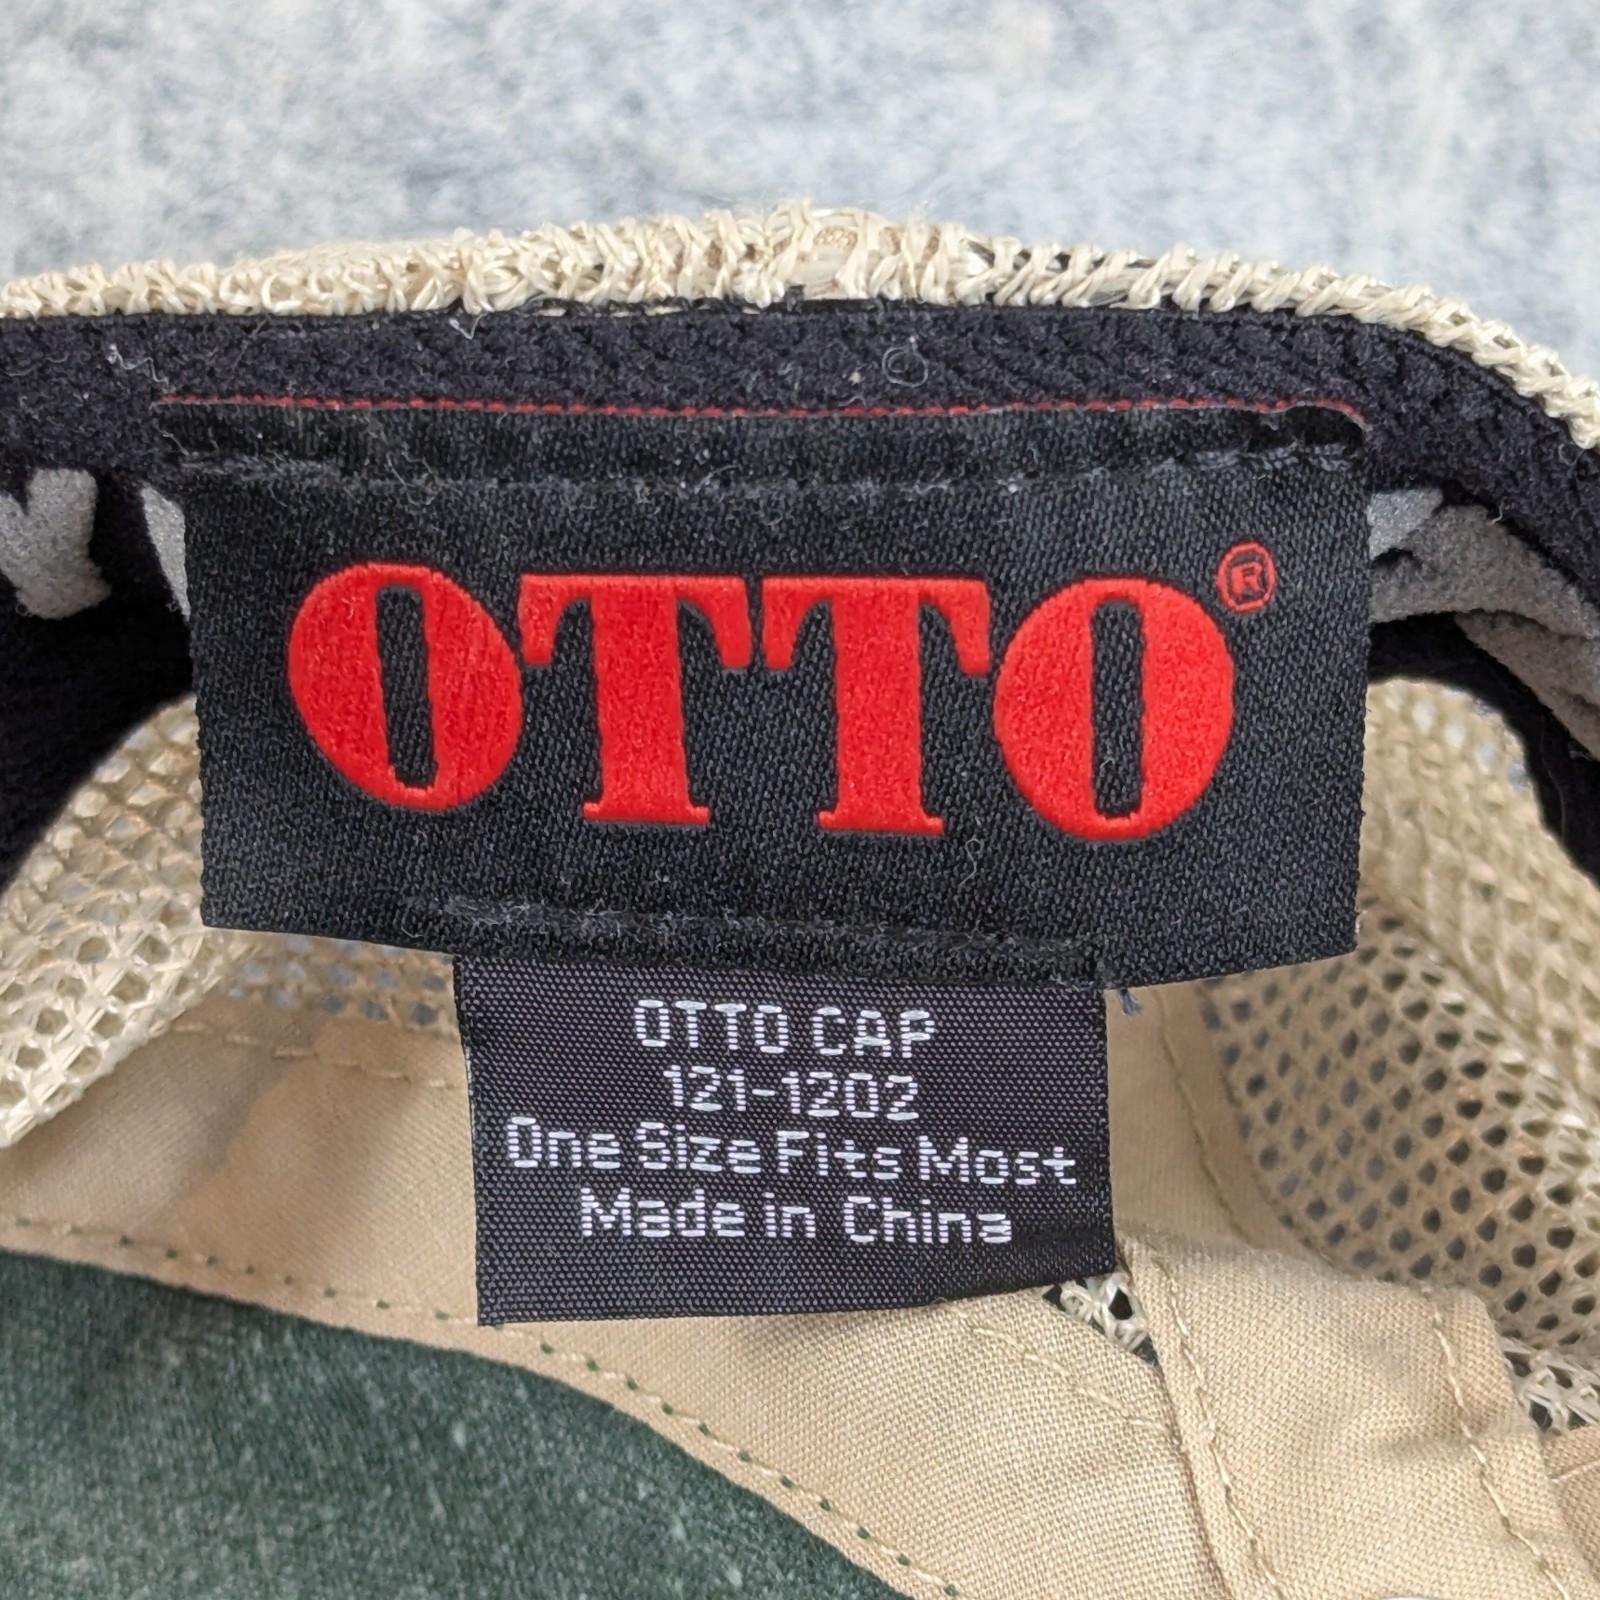 OTTO®
OTTO CAP
121-1202
One Size Fits Most
Made in China